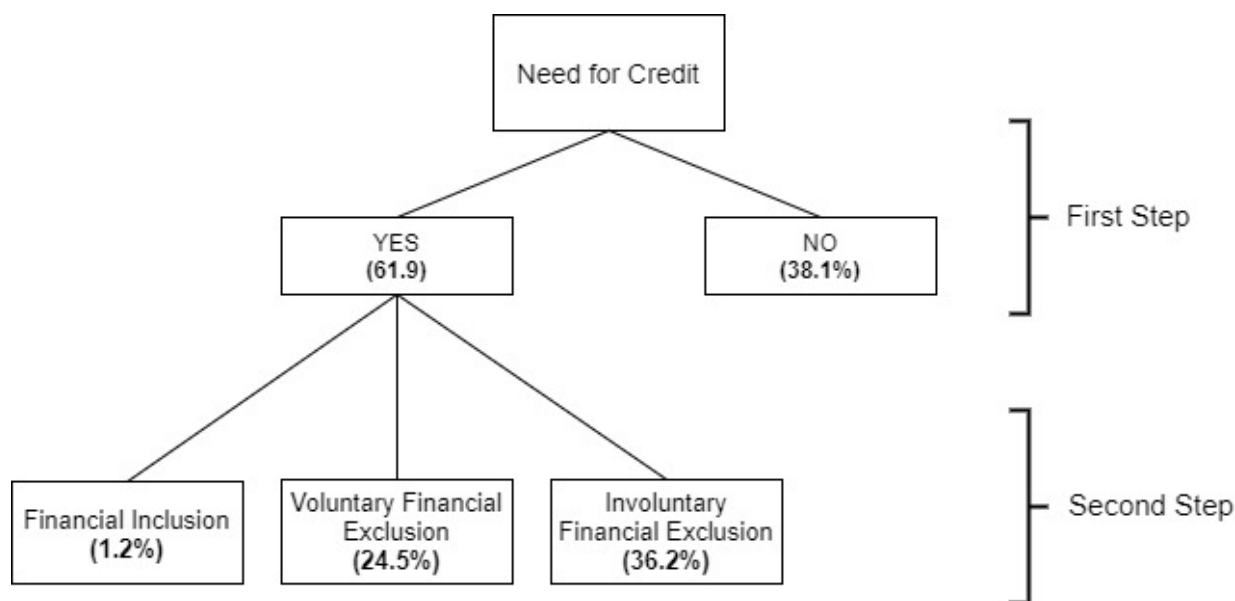 Need for Credit
First Step
YES
(61.9)
NO
(38.1%)
Second Step
Financial Inclusion
(1.2%)
Voluntary Financial
Exclusion
(24.5%)
Involuntary
Financial Exclusion
(36.2%)